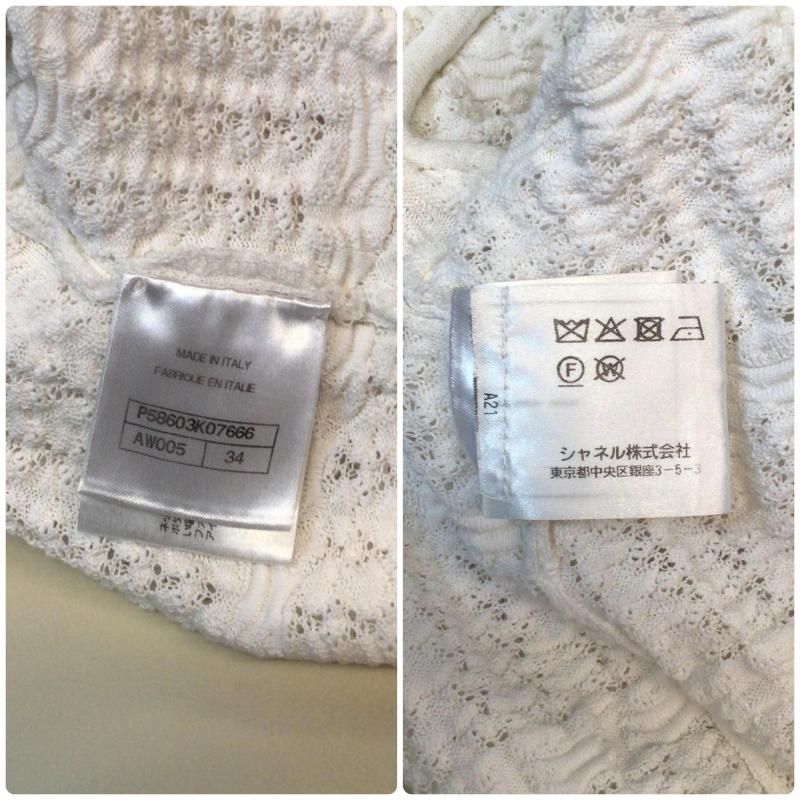 MADE IN ITALY
FABRIQUE EN ITALIE
P58603K07666
AW005 34
F
W
A21
シャネル株式会社
東京都中央区銀座3-5-3